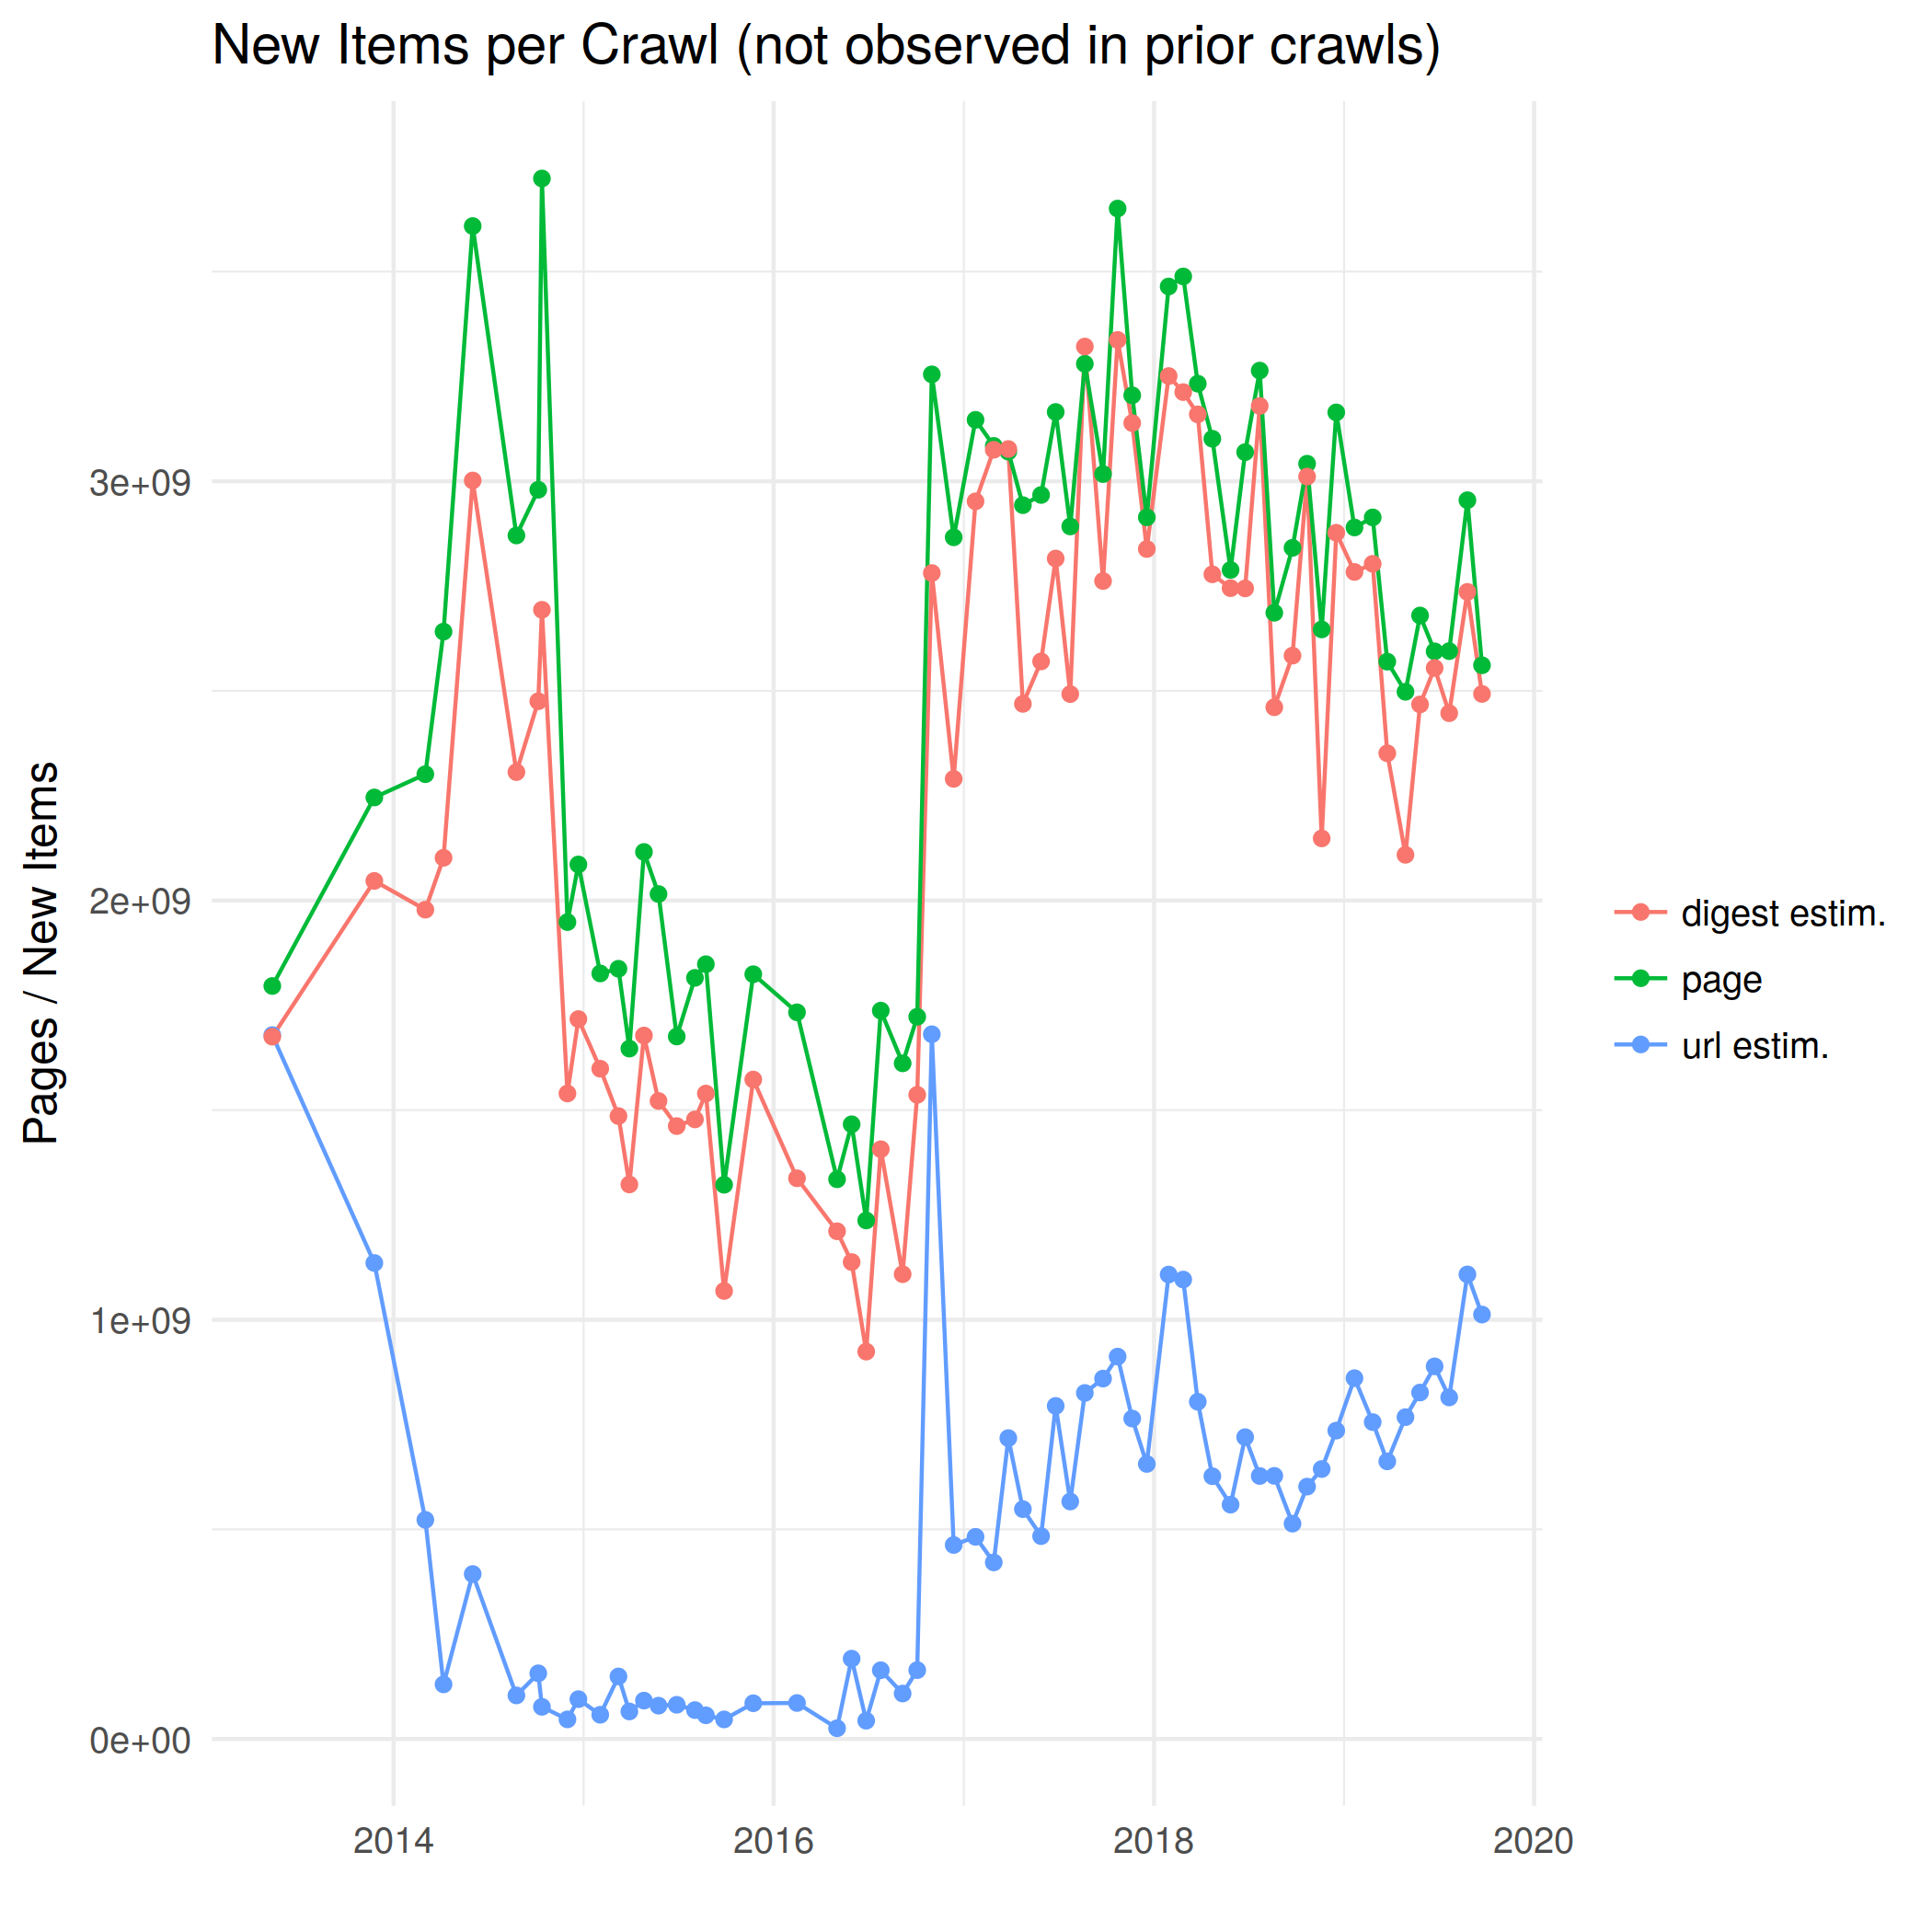 New Items per Crawl (not observed in prior crawls)
Pages / New Items
3e+09
2e+09
1e+09
0e+00
2014
2016
2018
2020
digest estim.
page
url estim.